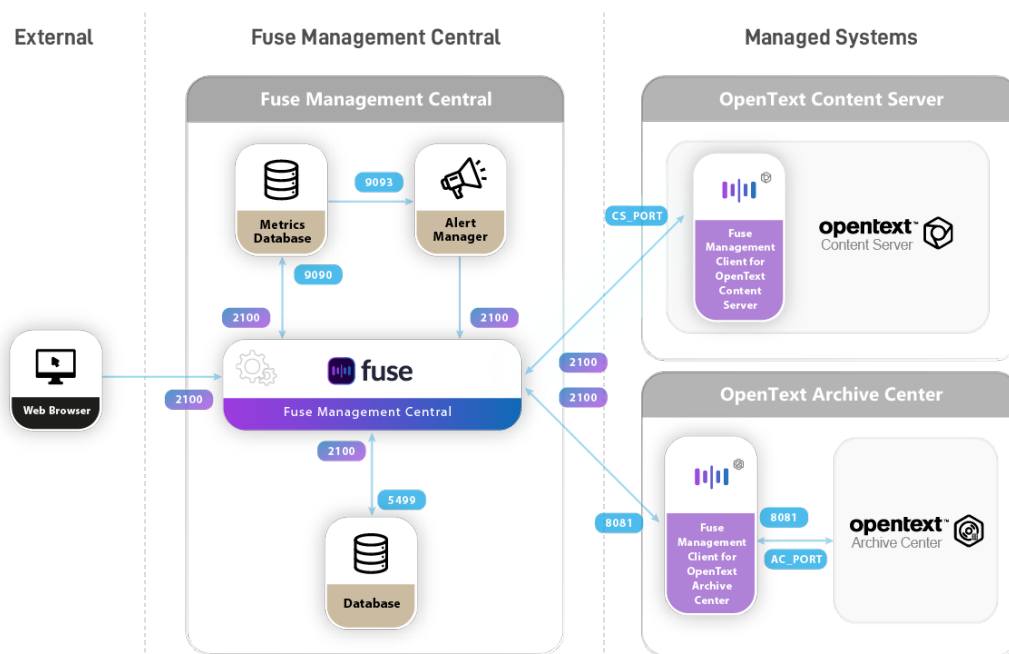 External
Fuse Management Central
Managed Systems
Fuse Management Central
OpenText Content Server
9093
Metrics
Database
Alert
Manager
9090
2100
2100
CS_PORT
Fuse
Management
Client for
OpenText
Content
Server
opentext™
Content Server
Web Browser
2100
fuse
Fuse Management Central
2100
2100
2100
5499
Database
OpenText Archive Center
8081
Fuse
Management
Client for
OpenText
Archive
Center
8081
AC_PORT
opentext™
Archive Center